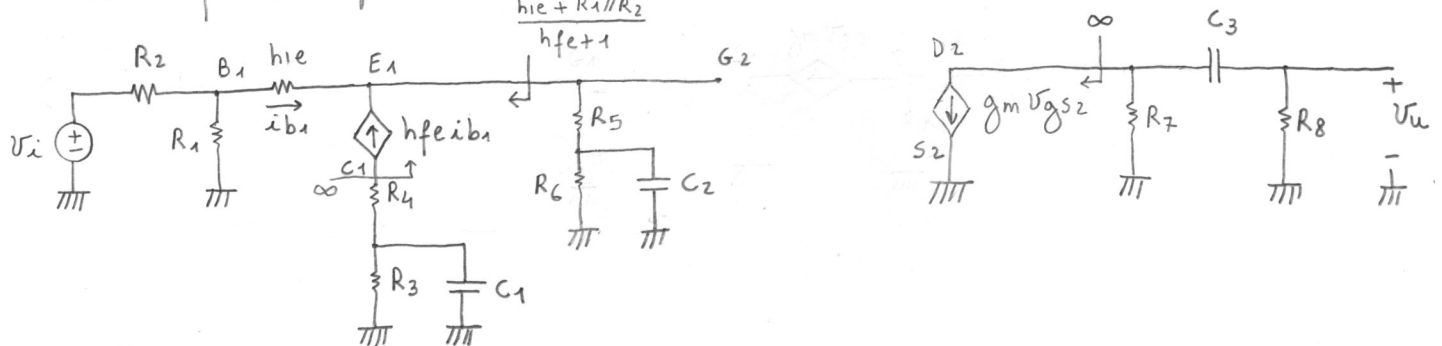 hie + R1//R2
hfe+1
∞
C3
R2
B1
hie
E1
G2
D2
ib1
R5
gm vgs2
R7
R8
+
vu
-
vi
+
-
R1
hfe ib1
S2
C1
∞
R4
R6
C2
R3
C1